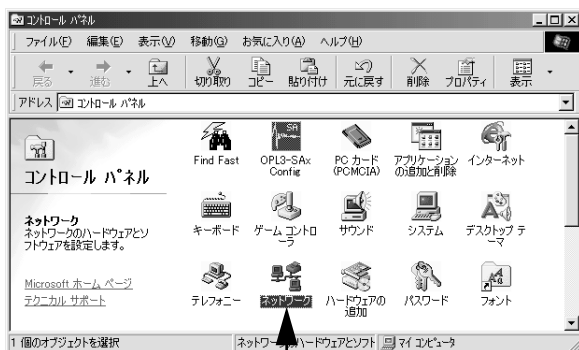 コントロール パネル
ファイル(F) 編集(E) 表示(V) 移動(G) お気に入り(A) ヘルプ(H)
戻る 進む 上へ 切り取り コピー 貼り付け 元に戻す 削除 プロパティ 表示
アドレス コントロール パネル
コントロール パネル
ネットワーク
ネットワークのハードウェアとソ
フトウェアを設定します。
Microsoft ホーム ページ
テクニカル サポート
Find Fast
SA
OPL3-SAx
Config
PC カード
(PCMCIA)
アプリケーション
の追加と削除
インターネット
キーボード
ゲーム コントロ
ーラ
サウンド
システム
デスクトップ テ
ーマ
テレフォニー
ネットワーク
ハードウェアの
追加
パスワード
フォント
1 個のオブジェクトを選択 ハードウェアとソフト マイ コンピュータ